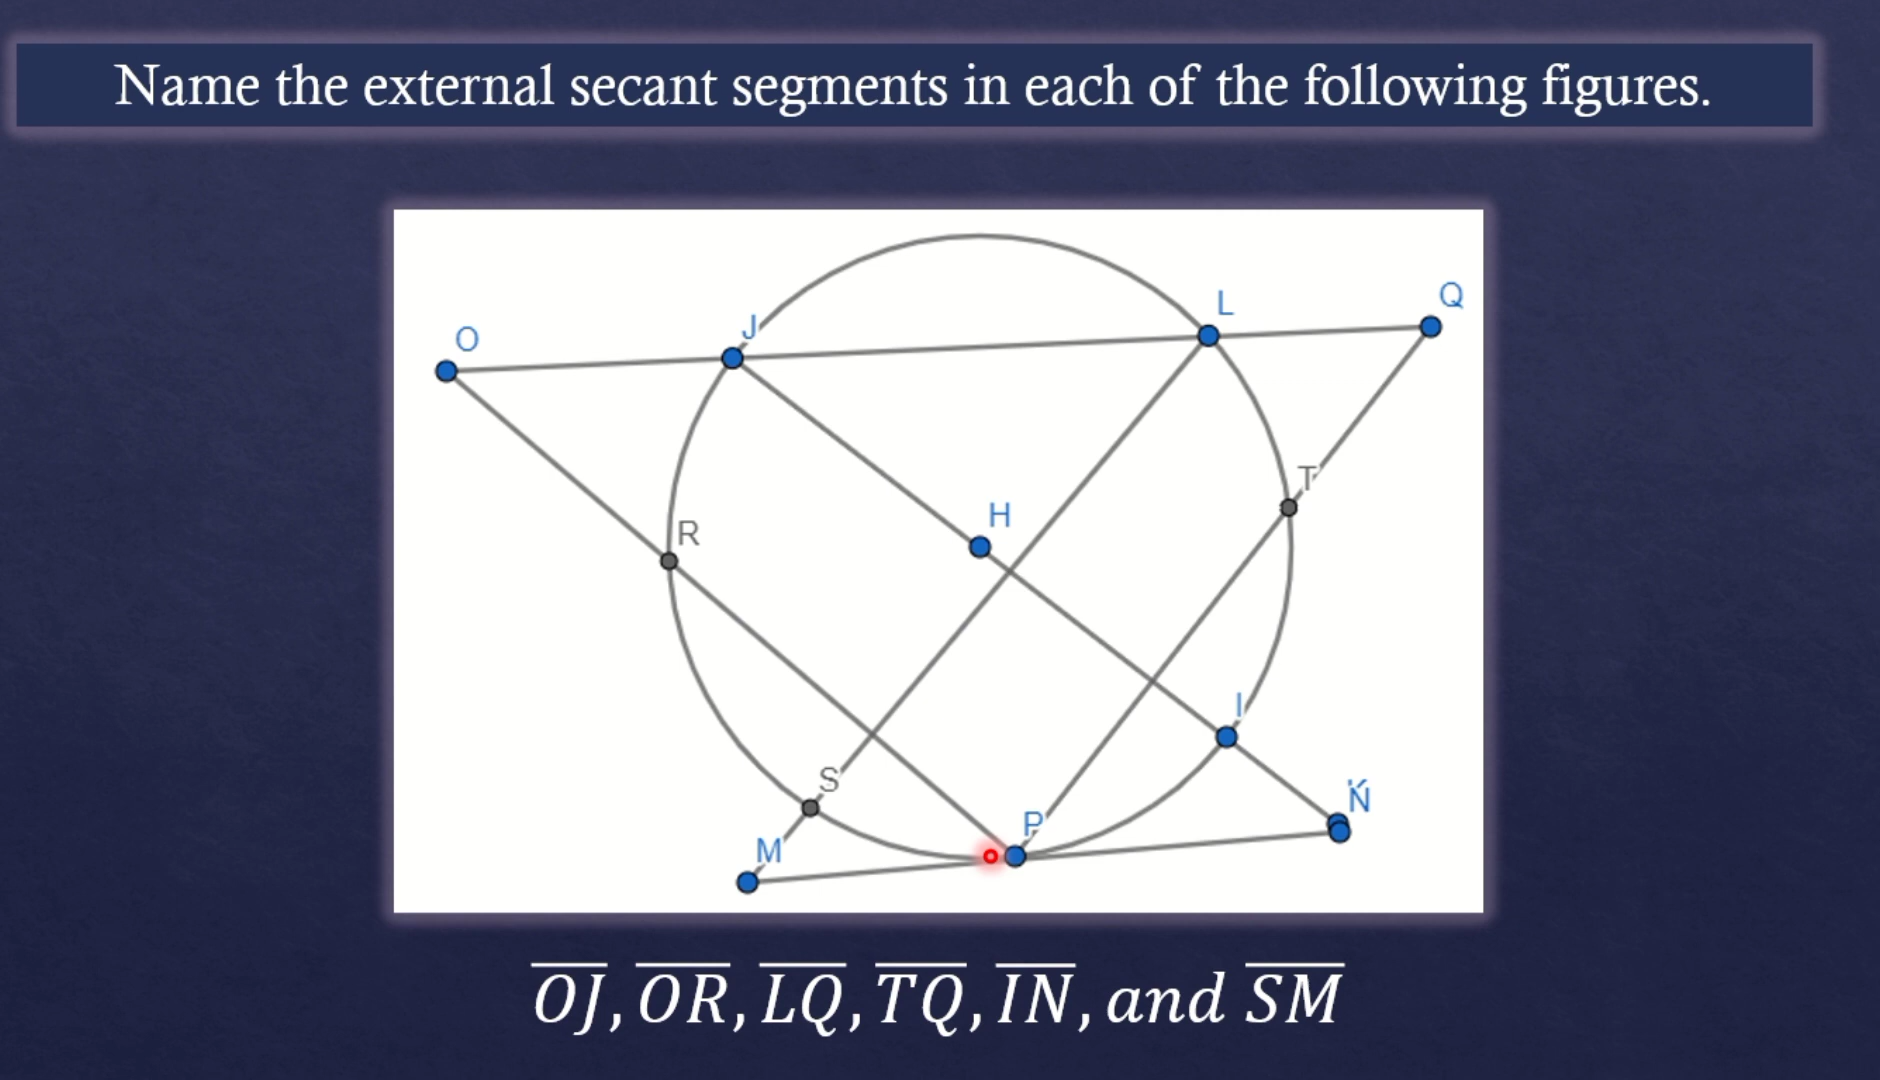 Name the external secant segments in each of the following figures.
O
J
L
Q
R
H
T
S
I
M
P
N
OJ, OR, LQ, TQ, IN, and SM